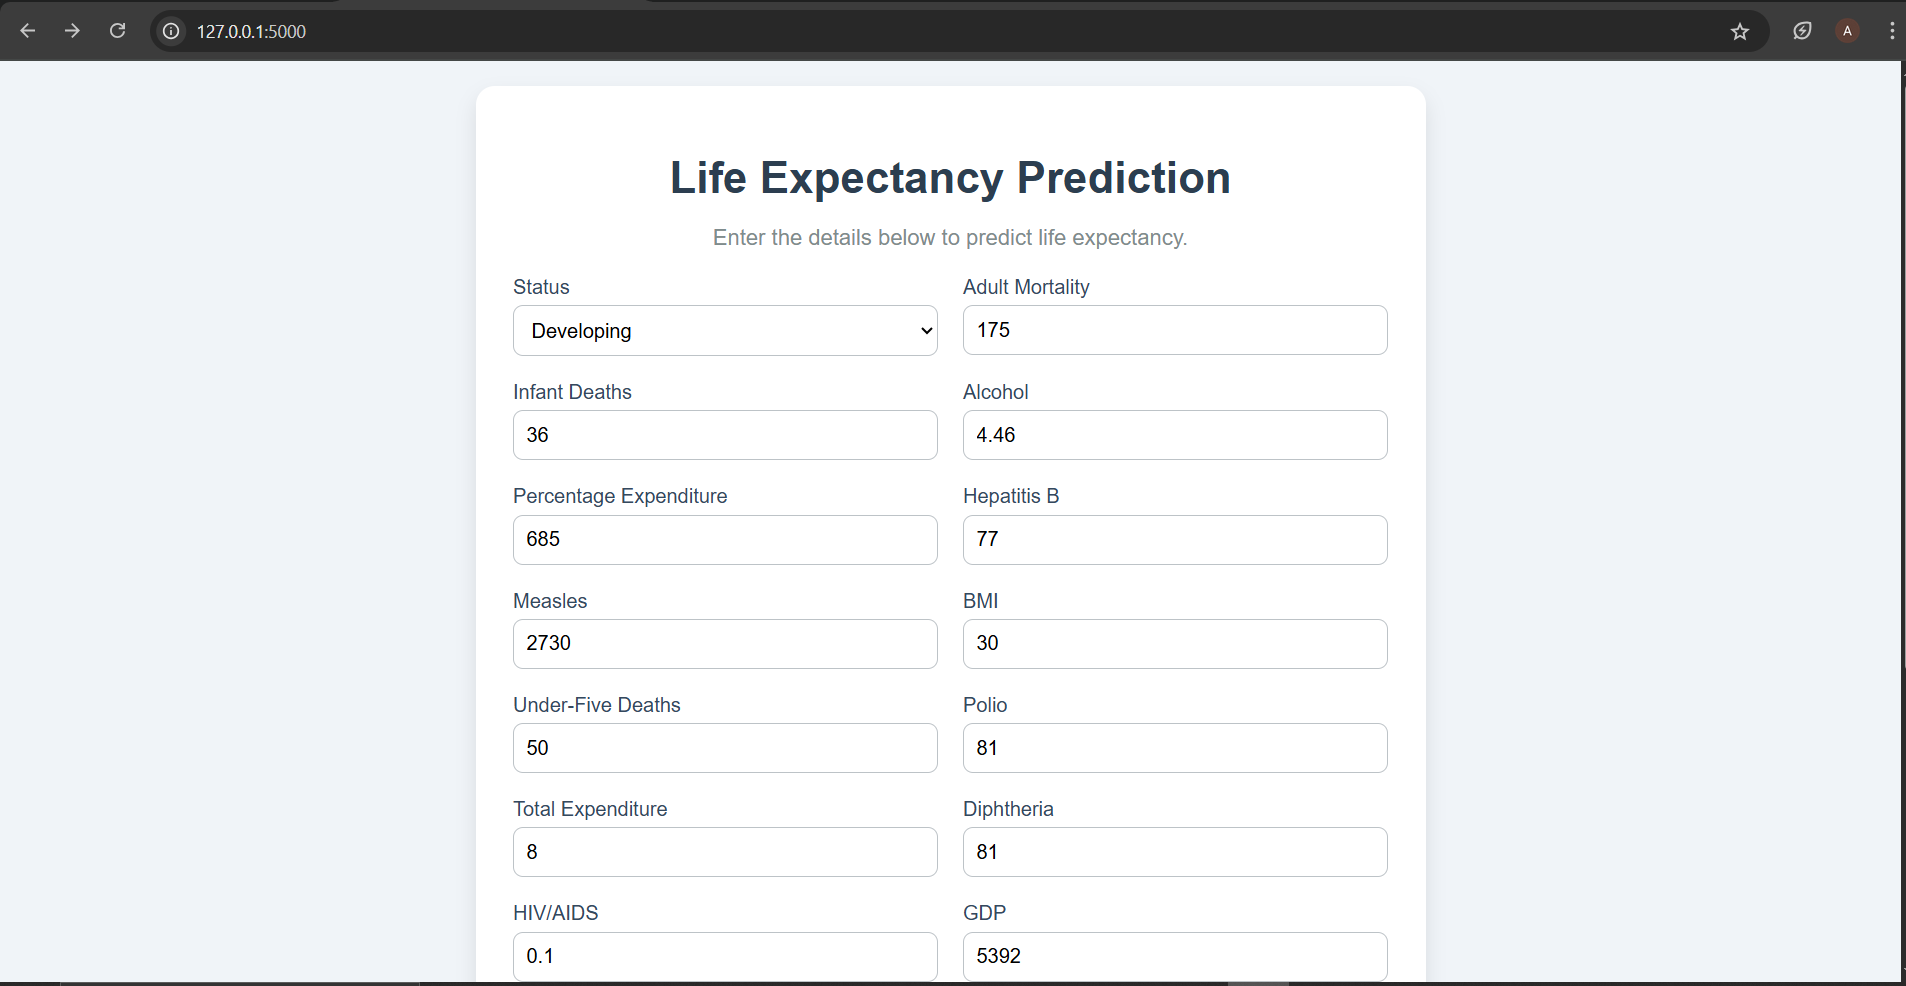 127.0.0.1:5000
A
Life Expectancy Prediction
Enter the details below to predict life expectancy.
Status Adult Mortality
Developing 175
Infant Deaths Alcohol
36 4.46
Percentage Expenditure Hepatitis B
685 77
Measles BMI
2730 30
Under-Five Deaths Polio
50 81
Total Expenditure Diphtheria
8 81
HIV/AIDS GDP
0.1 5392